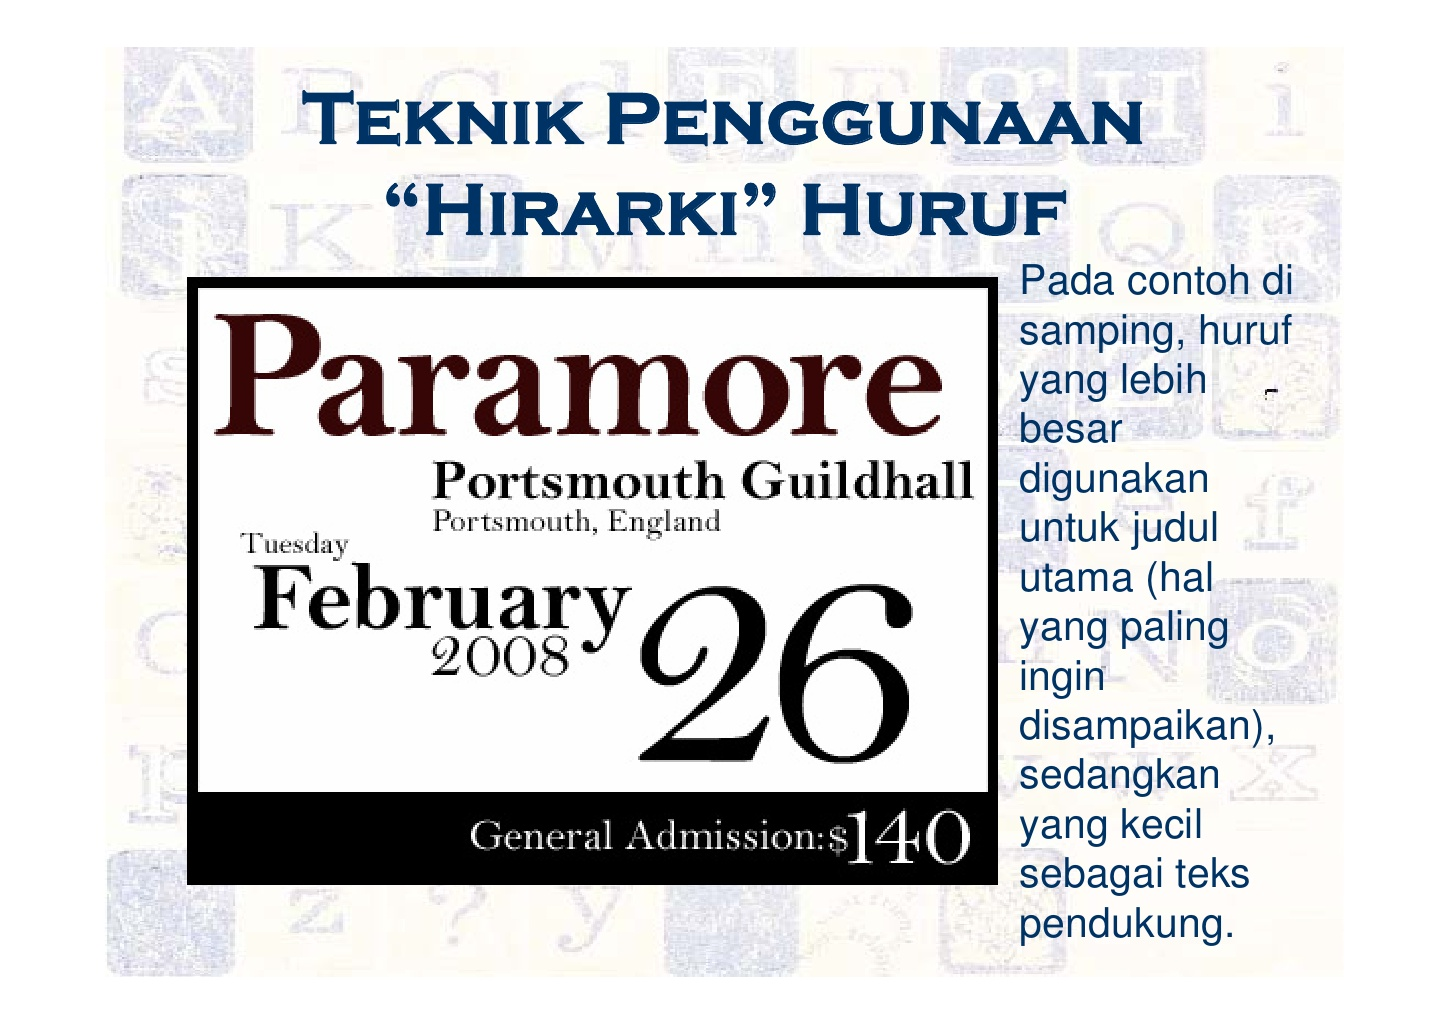 TEKNIK PENGGUNAAN
“HIRARKI” HURUF
Paramore
Portsmouth Guildhall
Portsmouth, England
Tuesday
February 26
2008
General Admission:$140
Pada contoh di
samping, huruf
yang lebih
besar
digunakan
untuk judul
utama (hal
yang paling
ingin
disampaikan),
sedangkan
yang kecil
sebagai teks
pendukung.